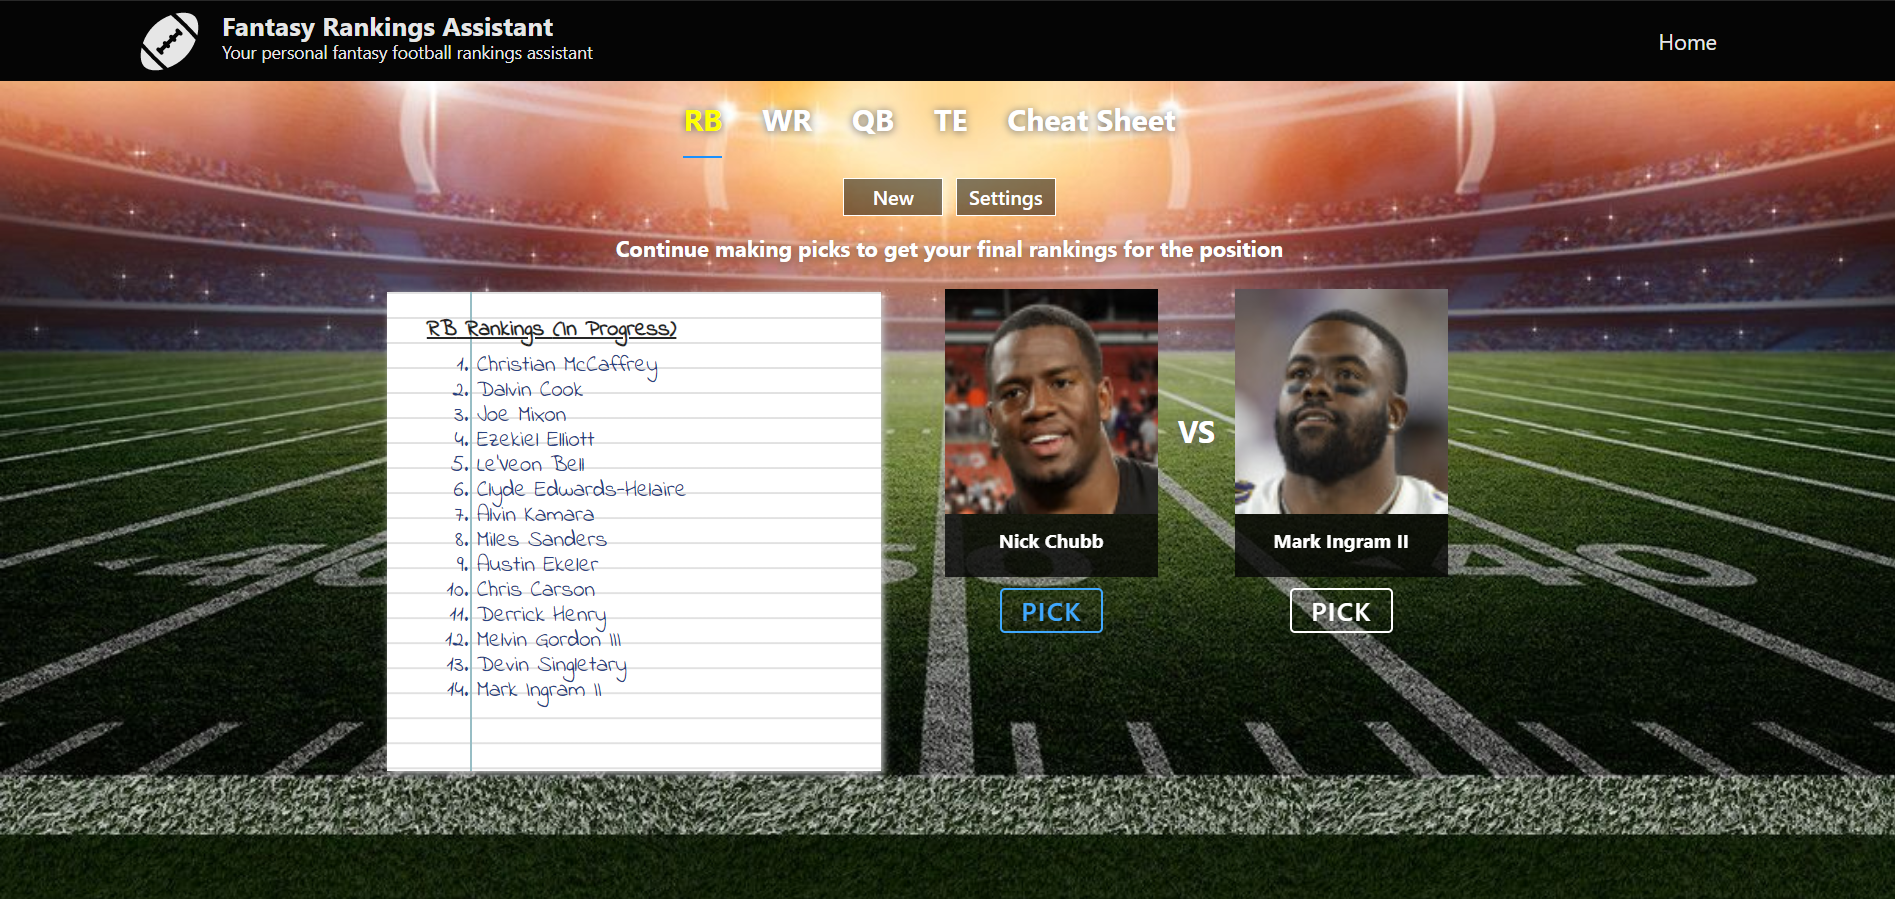 Fantasy Rankings Assistant
Your personal fantasy football rankings assistant
Home
RB WR QB TE Cheat Sheet
New Settings
Continue making picks to get your final rankings for the position
RB Rankings (In Progress)
1. Christian McCaffrey
2. Dalvin Cook
3. Joe Mixon
4. Ezekiel Elliott
5. Le'Veon Bell
6. Clyde Edwards-Helaire
7. Alvin Kamara
8. Miles Sanders
9. Austin Ekeler
10. Chris Carson
11. Derrick Henry
12. Melvin Gordon III
13. Devin Singletary
14. Mark Ingram II
VS
Nick Chubb
Mark Ingram II
PICK
PICK
40
50
40